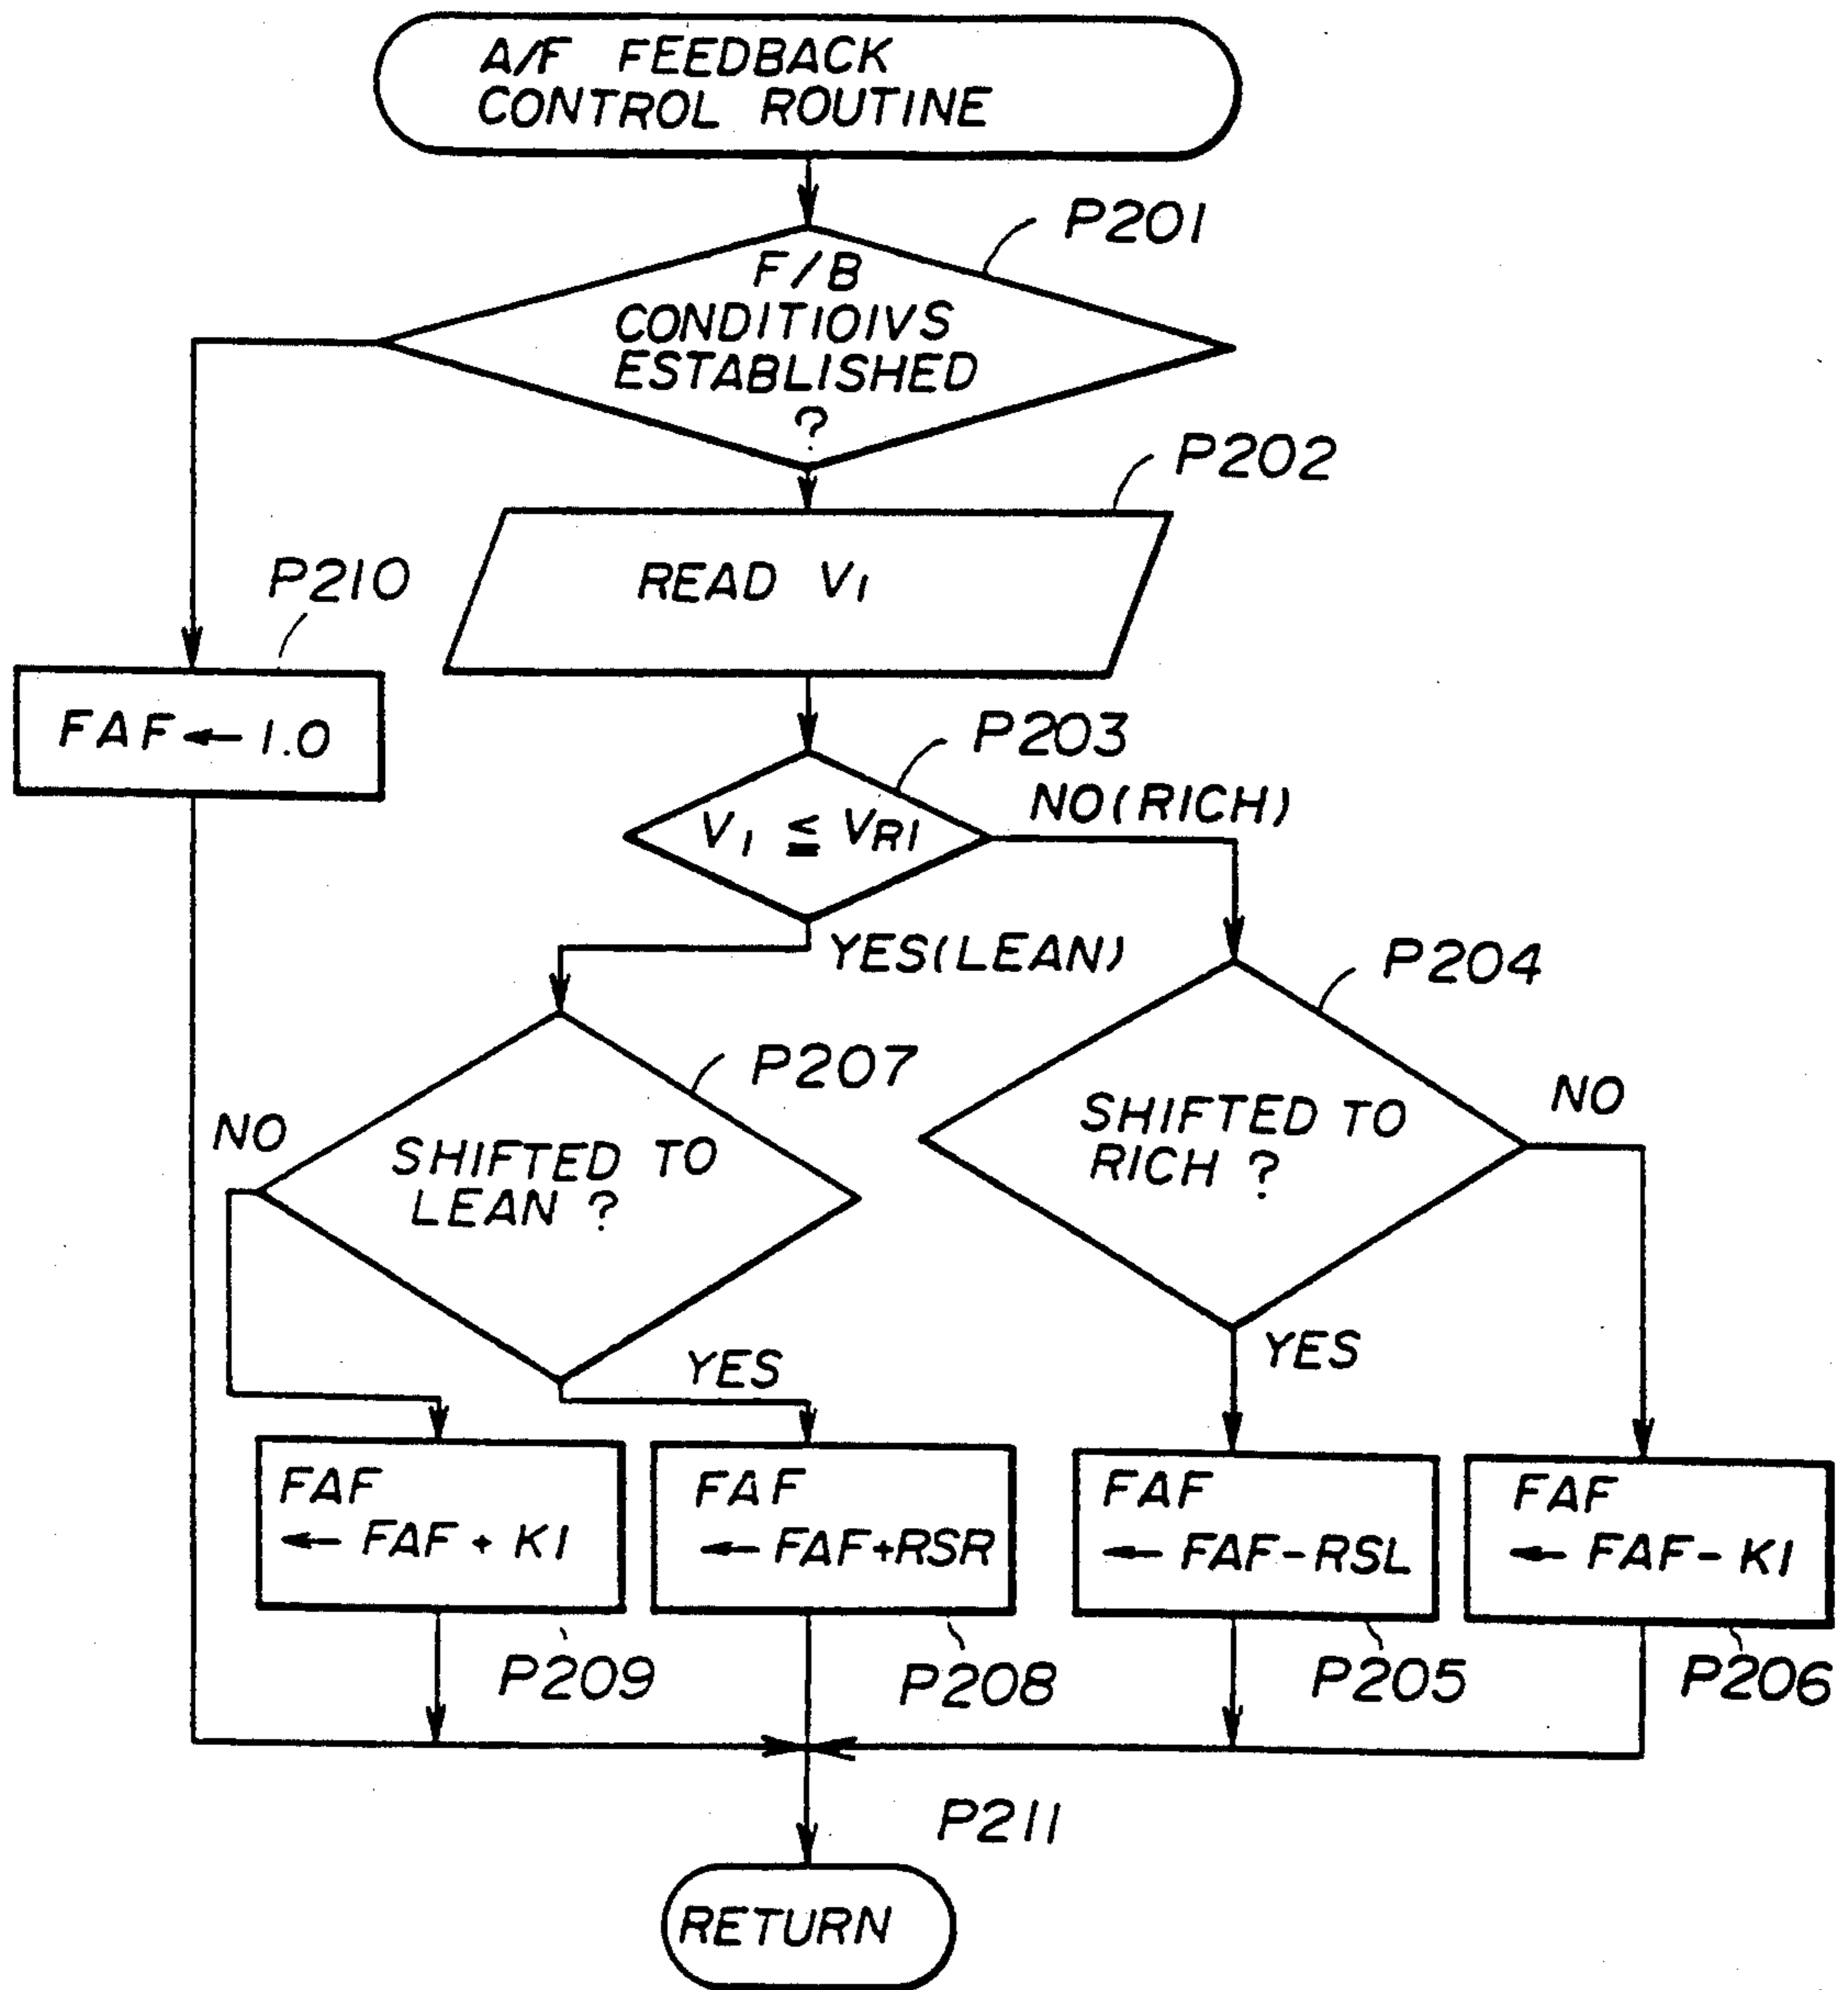 A/F FEEDBACK
CONTROL ROUTINE
P201
F/B
CONDITIOIVS
ESTABLISHED
?
P202
READ V1
P210
FAF ← 1.0
P203
V1 ≦ VR1
NO(RICH)
YES(LEAN)
P204
P207
SHIFTED TO
RICH ?
NO
NO
SHIFTED TO
LEAN ?
YES
YES
FAF
← FAF + KI
FAF
← FAF+RSR
FAF
← FAF-RSL
FAF
← FAF-KI
P209
P208
P205
P206
P211
RETURN